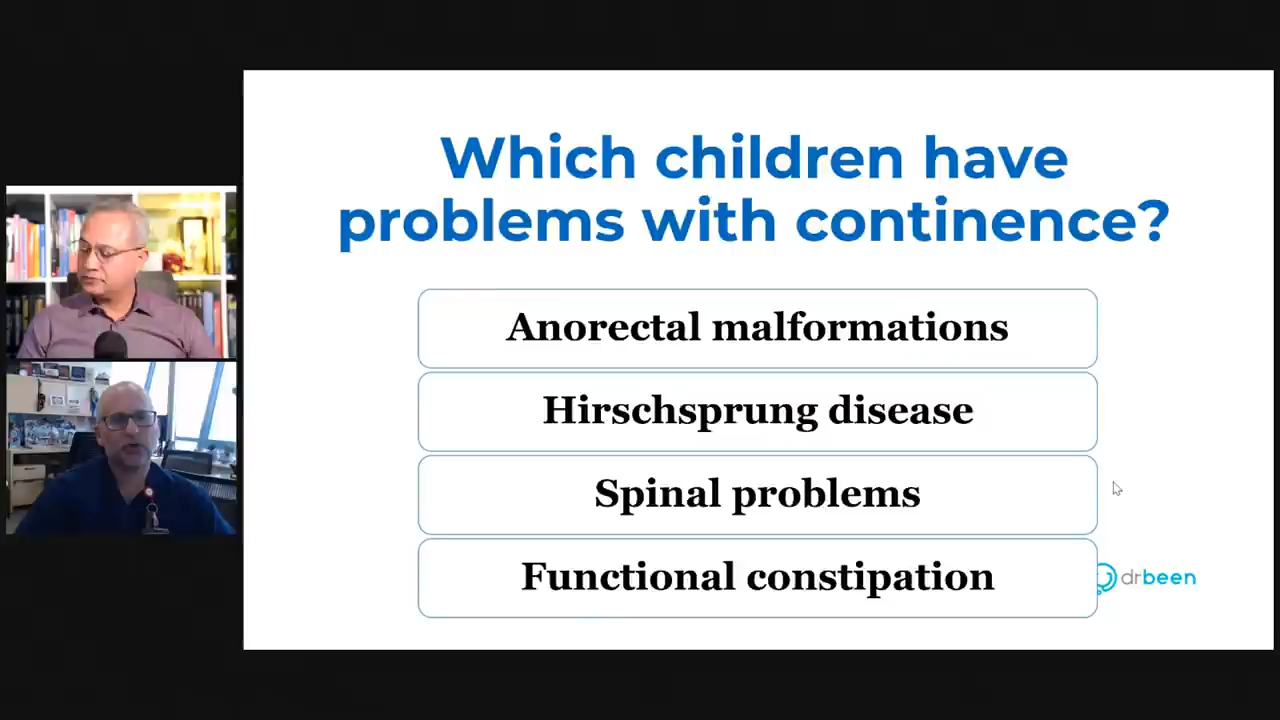 Which children have
problems with continence?
Anorectal malformations
Hirschsprung disease
Spinal problems
Functional constipation
drbeen